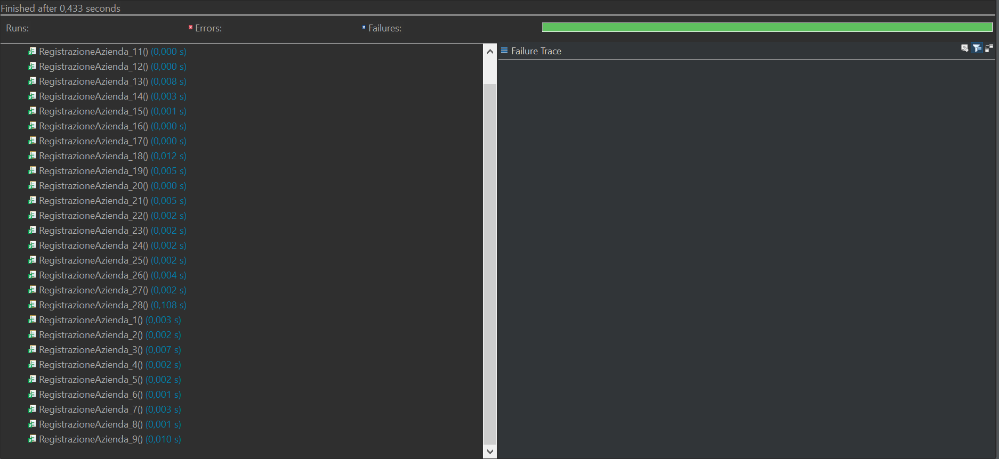 Finished after 0,433 seconds
Runs: Errors: Failures:
RegistrazioneAzienda_11() (0,000 s)
RegistrazioneAzienda_12() (0,000 s)
RegistrazioneAzienda_13() (0,008 s)
RegistrazioneAzienda_14() (0,003 s)
RegistrazioneAzienda_15() (0,001 s)
RegistrazioneAzienda_16() (0,000 s)
RegistrazioneAzienda_17() (0,000 s)
RegistrazioneAzienda_18() (0,012 s)
RegistrazioneAzienda_19() (0,005 s)
RegistrazioneAzienda_20() (0,000 s)
RegistrazioneAzienda_21() (0,005 s)
RegistrazioneAzienda_22() (0,002 s)
RegistrazioneAzienda_23() (0,002 s)
RegistrazioneAzienda_24() (0,002 s)
RegistrazioneAzienda_25() (0,002 s)
RegistrazioneAzienda_26() (0,004 s)
RegistrazioneAzienda_27() (0,002 s)
RegistrazioneAzienda_28() (0,108 s)
RegistrazioneAzienda_1() (0,003 s)
RegistrazioneAzienda_2() (0,002 s)
RegistrazioneAzienda_3() (0,007 s)
RegistrazioneAzienda_4() (0,002 s)
RegistrazioneAzienda_5() (0,002 s)
RegistrazioneAzienda_6() (0,001 s)
RegistrazioneAzienda_7() (0,003 s)
RegistrazioneAzienda_8() (0,001 s)
RegistrazioneAzienda_9() (0,010 s)
Failure Trace